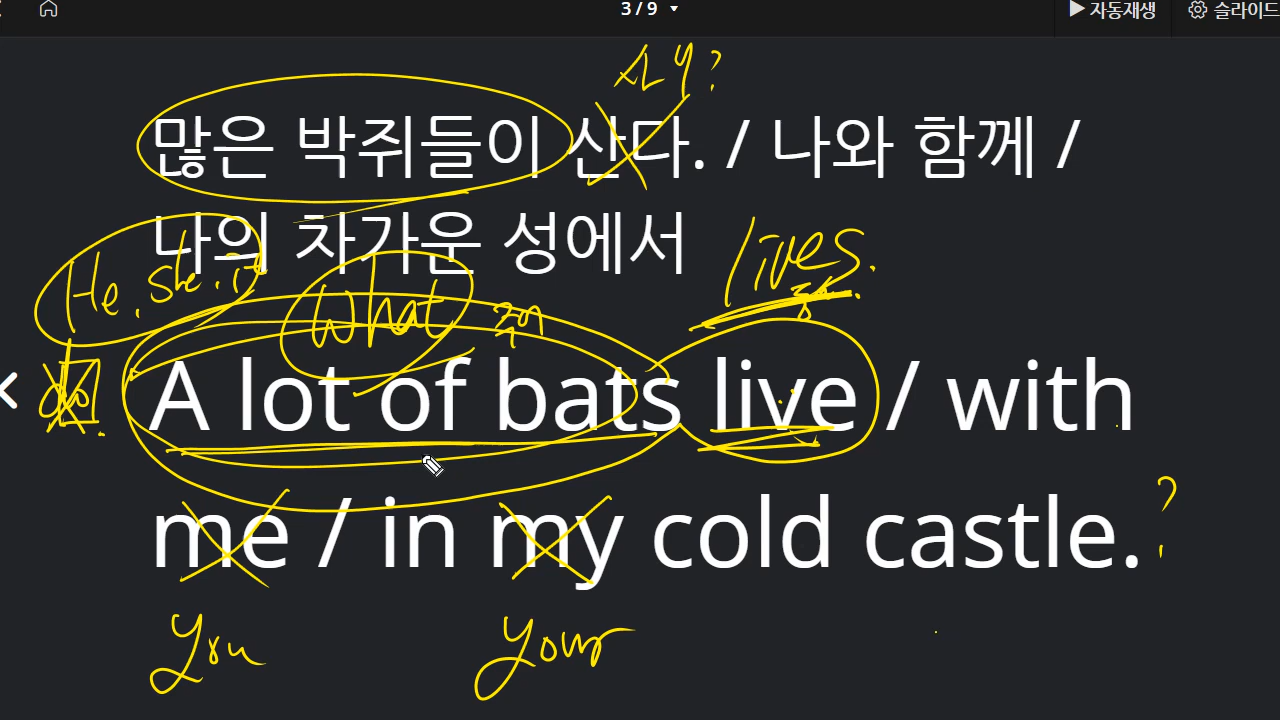 3 / 9 ▼ ▶ 자동재생 슬라이드
사니?
많은 박쥐들이 산다. / 나와 함께 /
나의 차가운 성에서
lives.
He. she. it
What
A lot of bats live / with
do
me / in my cold castle. ?
you your